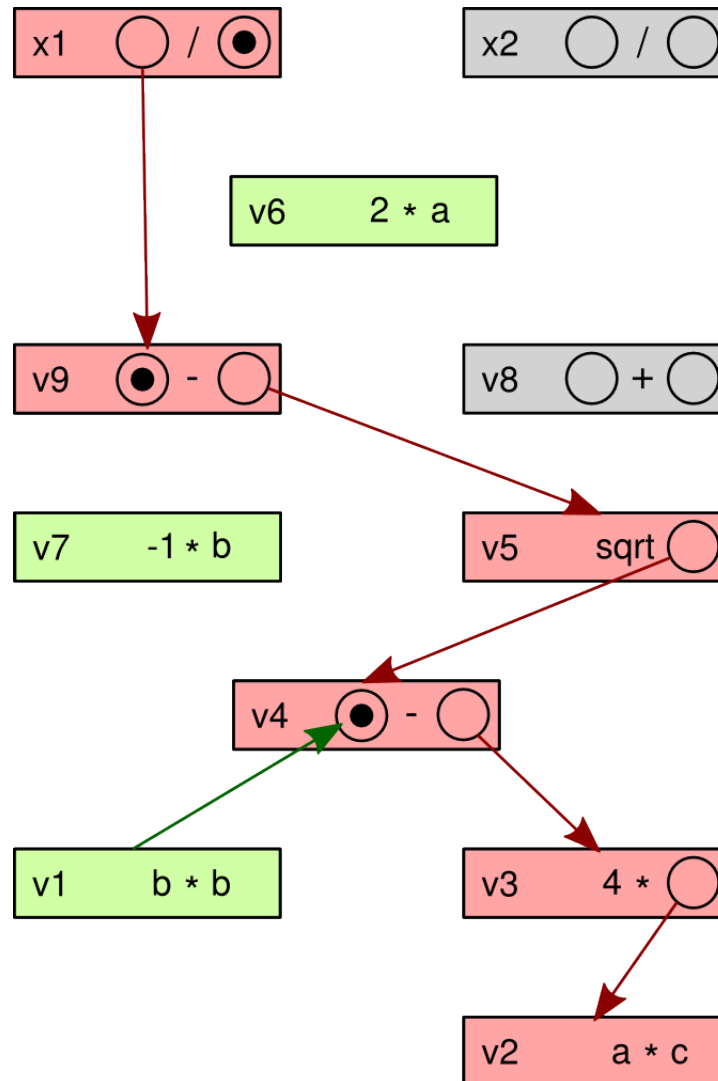 x1 /
x2 /
v6 2 * a
v9 -
v8 +
v7 -1 * b
v5 sqrt
v4 -
v1 b * b
v3 4 *
v2 a * c